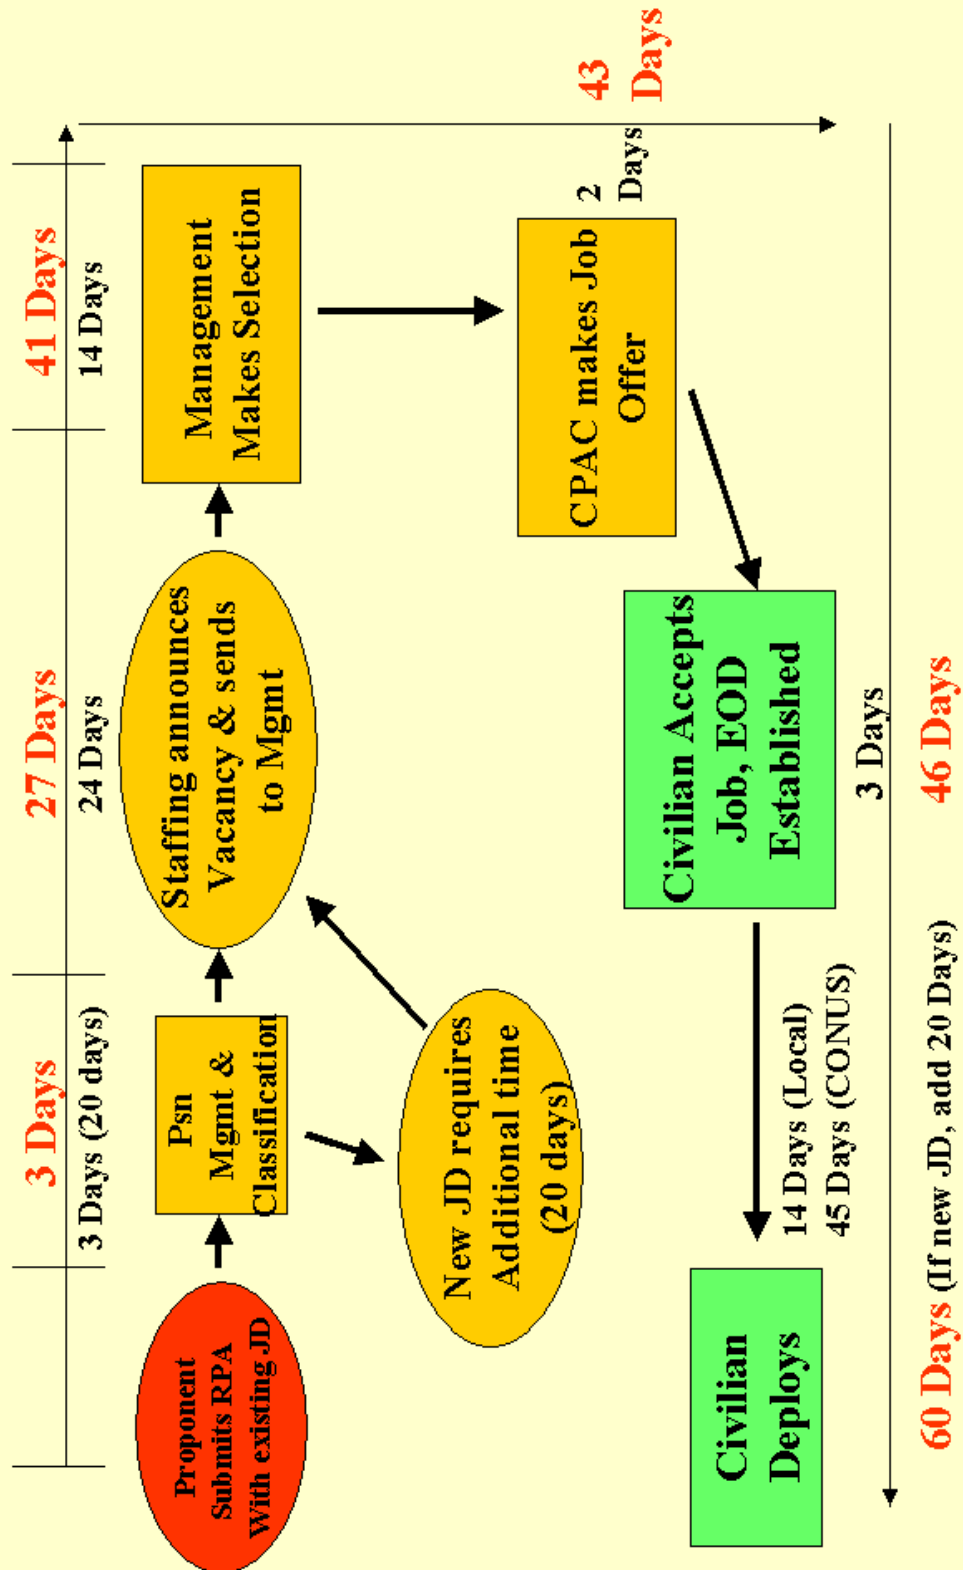 3 Days
27 Days
41 Days
3 Days (20 days)
24 Days
14 Days
Proponent
Submits RPA
With existing JD
Psn
Mgmt &
Classification
Staffing announces
Vacancy & sends
to Mgmt
Management
Makes Selection
New JD requires
Additional time
(20 days)
CPAC makes Job
Offer
2
Days
43
Days
Civilian Accepts
Job, EOD
Established
3 Days
14 Days (Local)
45 Days (CONUS)
Civilian
Deploys
60 Days (If new JD, add 20 Days)
46 Days